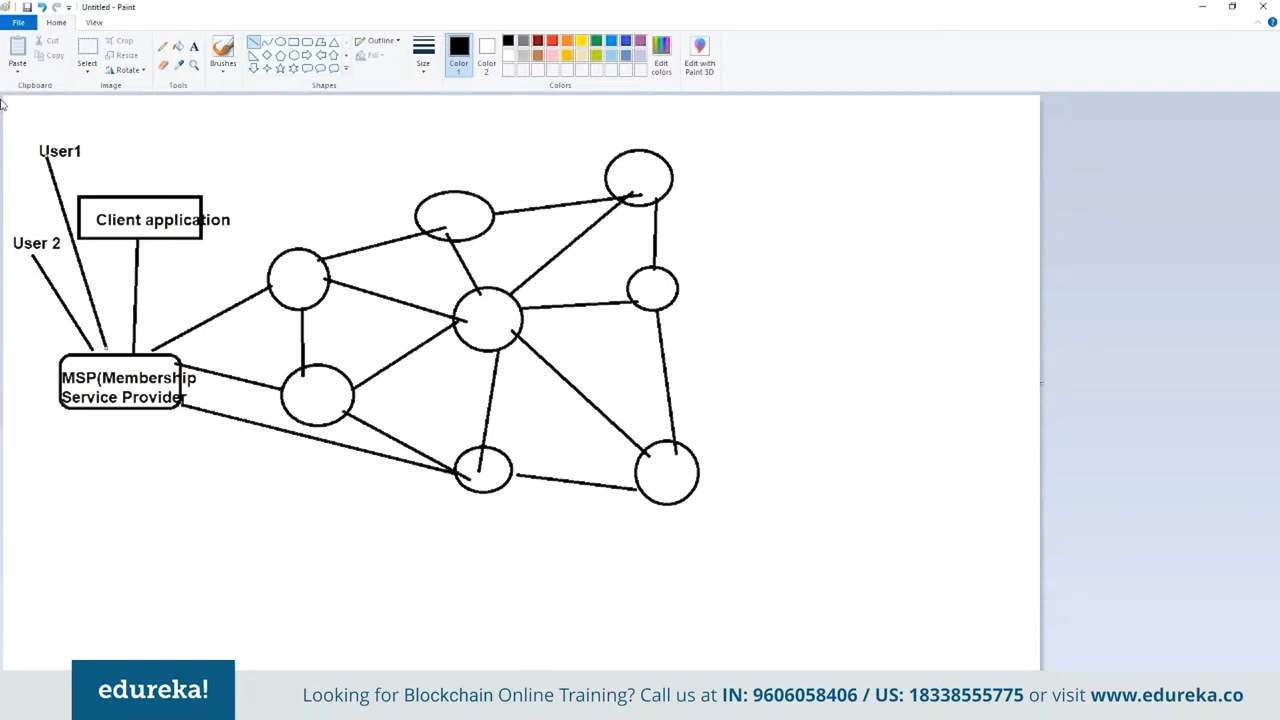 Untitled - Paint
File Home View
Paste
Cut
Copy
Clipboard
Select
Crop
Resize
Rotate
Image
A
Tools
Brushes
Outline
Fill
Shapes
Size
Color 1
Color 2
Edit colors
Colors
Edit with Paint 3D
User1
Client application
User 2
MSP(Membership
Service Provider
edureka!
Looking for Blockchain Online Training? Call us at IN: 9606058406 / US: 18338555775 or visit www.edureka.co